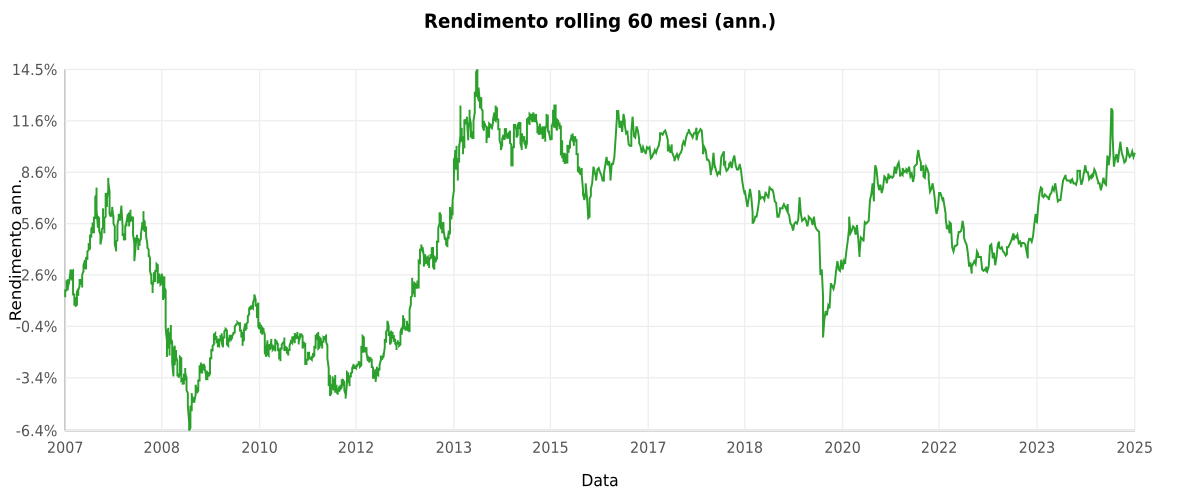 Rendimento rolling 60 mesi (ann.)
Rendimento ann.
14.5%
11.6%
8.6%
5.6%
2.6%
-0.4%
-3.4%
-6.4%
2007 2008 2010 2012 2013 2015 2017 2018 2020 2022 2023 2025
Data